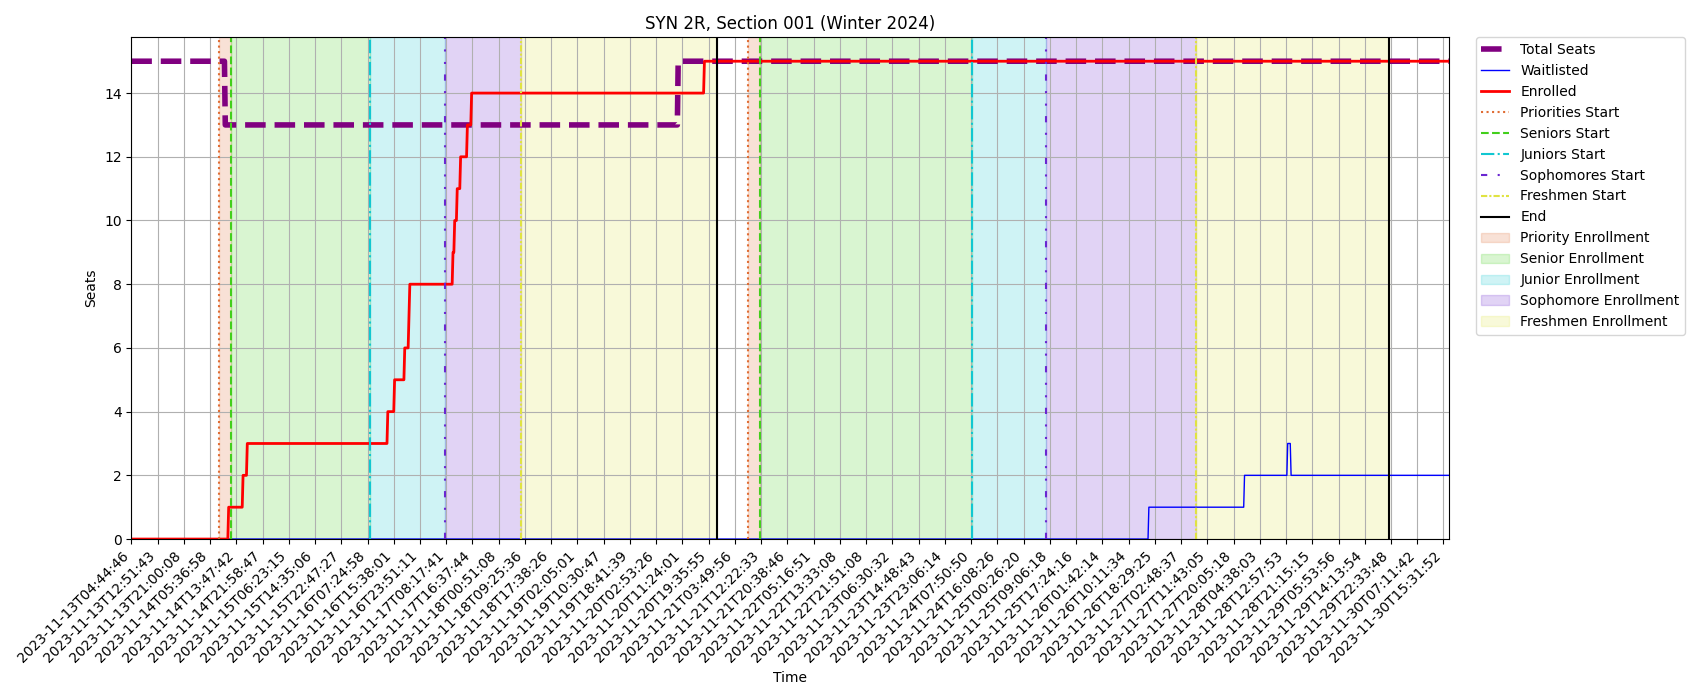 SYN 2R, Section 001 (Winter 2024)
Seats
14
12
10
8
6
4
2
0
2023-11-13T04:44:46
2023-11-13T12:51:43
2023-11-13T21:00:08
2023-11-14T05:36:58
2023-11-14T13:47:42
2023-11-14T21:58:47
2023-11-15T06:23:15
2023-11-15T14:35:06
2023-11-15T22:47:27
2023-11-16T07:24:58
2023-11-16T15:38:01
2023-11-16T23:51:11
2023-11-17T08:17:41
2023-11-17T16:37:44
2023-11-18T00:51:08
2023-11-18T09:25:36
2023-11-18T17:38:26
2023-11-19T02:05:01
2023-11-19T10:30:47
2023-11-19T18:41:39
2023-11-20T02:53:26
2023-11-20T11:24:01
2023-11-20T19:35:55
2023-11-21T03:49:56
2023-11-21T12:22:33
2023-11-21T20:38:46
2023-11-22T05:16:51
2023-11-22T13:33:08
2023-11-22T21:51:08
2023-11-23T06:30:32
2023-11-23T14:48:43
2023-11-23T23:06:14
2023-11-24T07:50:50
2023-11-24T16:08:26
2023-11-25T00:26:20
2023-11-25T09:06:18
2023-11-25T17:24:16
2023-11-26T01:42:14
2023-11-26T10:11:34
2023-11-26T18:29:25
2023-11-27T02:48:37
2023-11-27T11:43:05
2023-11-27T20:05:18
2023-11-28T04:38:03
2023-11-28T12:57:53
2023-11-28T21:15:15
2023-11-29T05:53:56
2023-11-29T14:13:54
2023-11-29T22:33:48
2023-11-30T07:11:42
2023-11-30T15:31:52
Time
Total Seats
Waitlisted
Enrolled
Priorities Start
Seniors Start
Juniors Start
Sophomores Start
Freshmen Start
End
Priority Enrollment
Senior Enrollment
Junior Enrollment
Sophomore Enrollment
Freshmen Enrollment